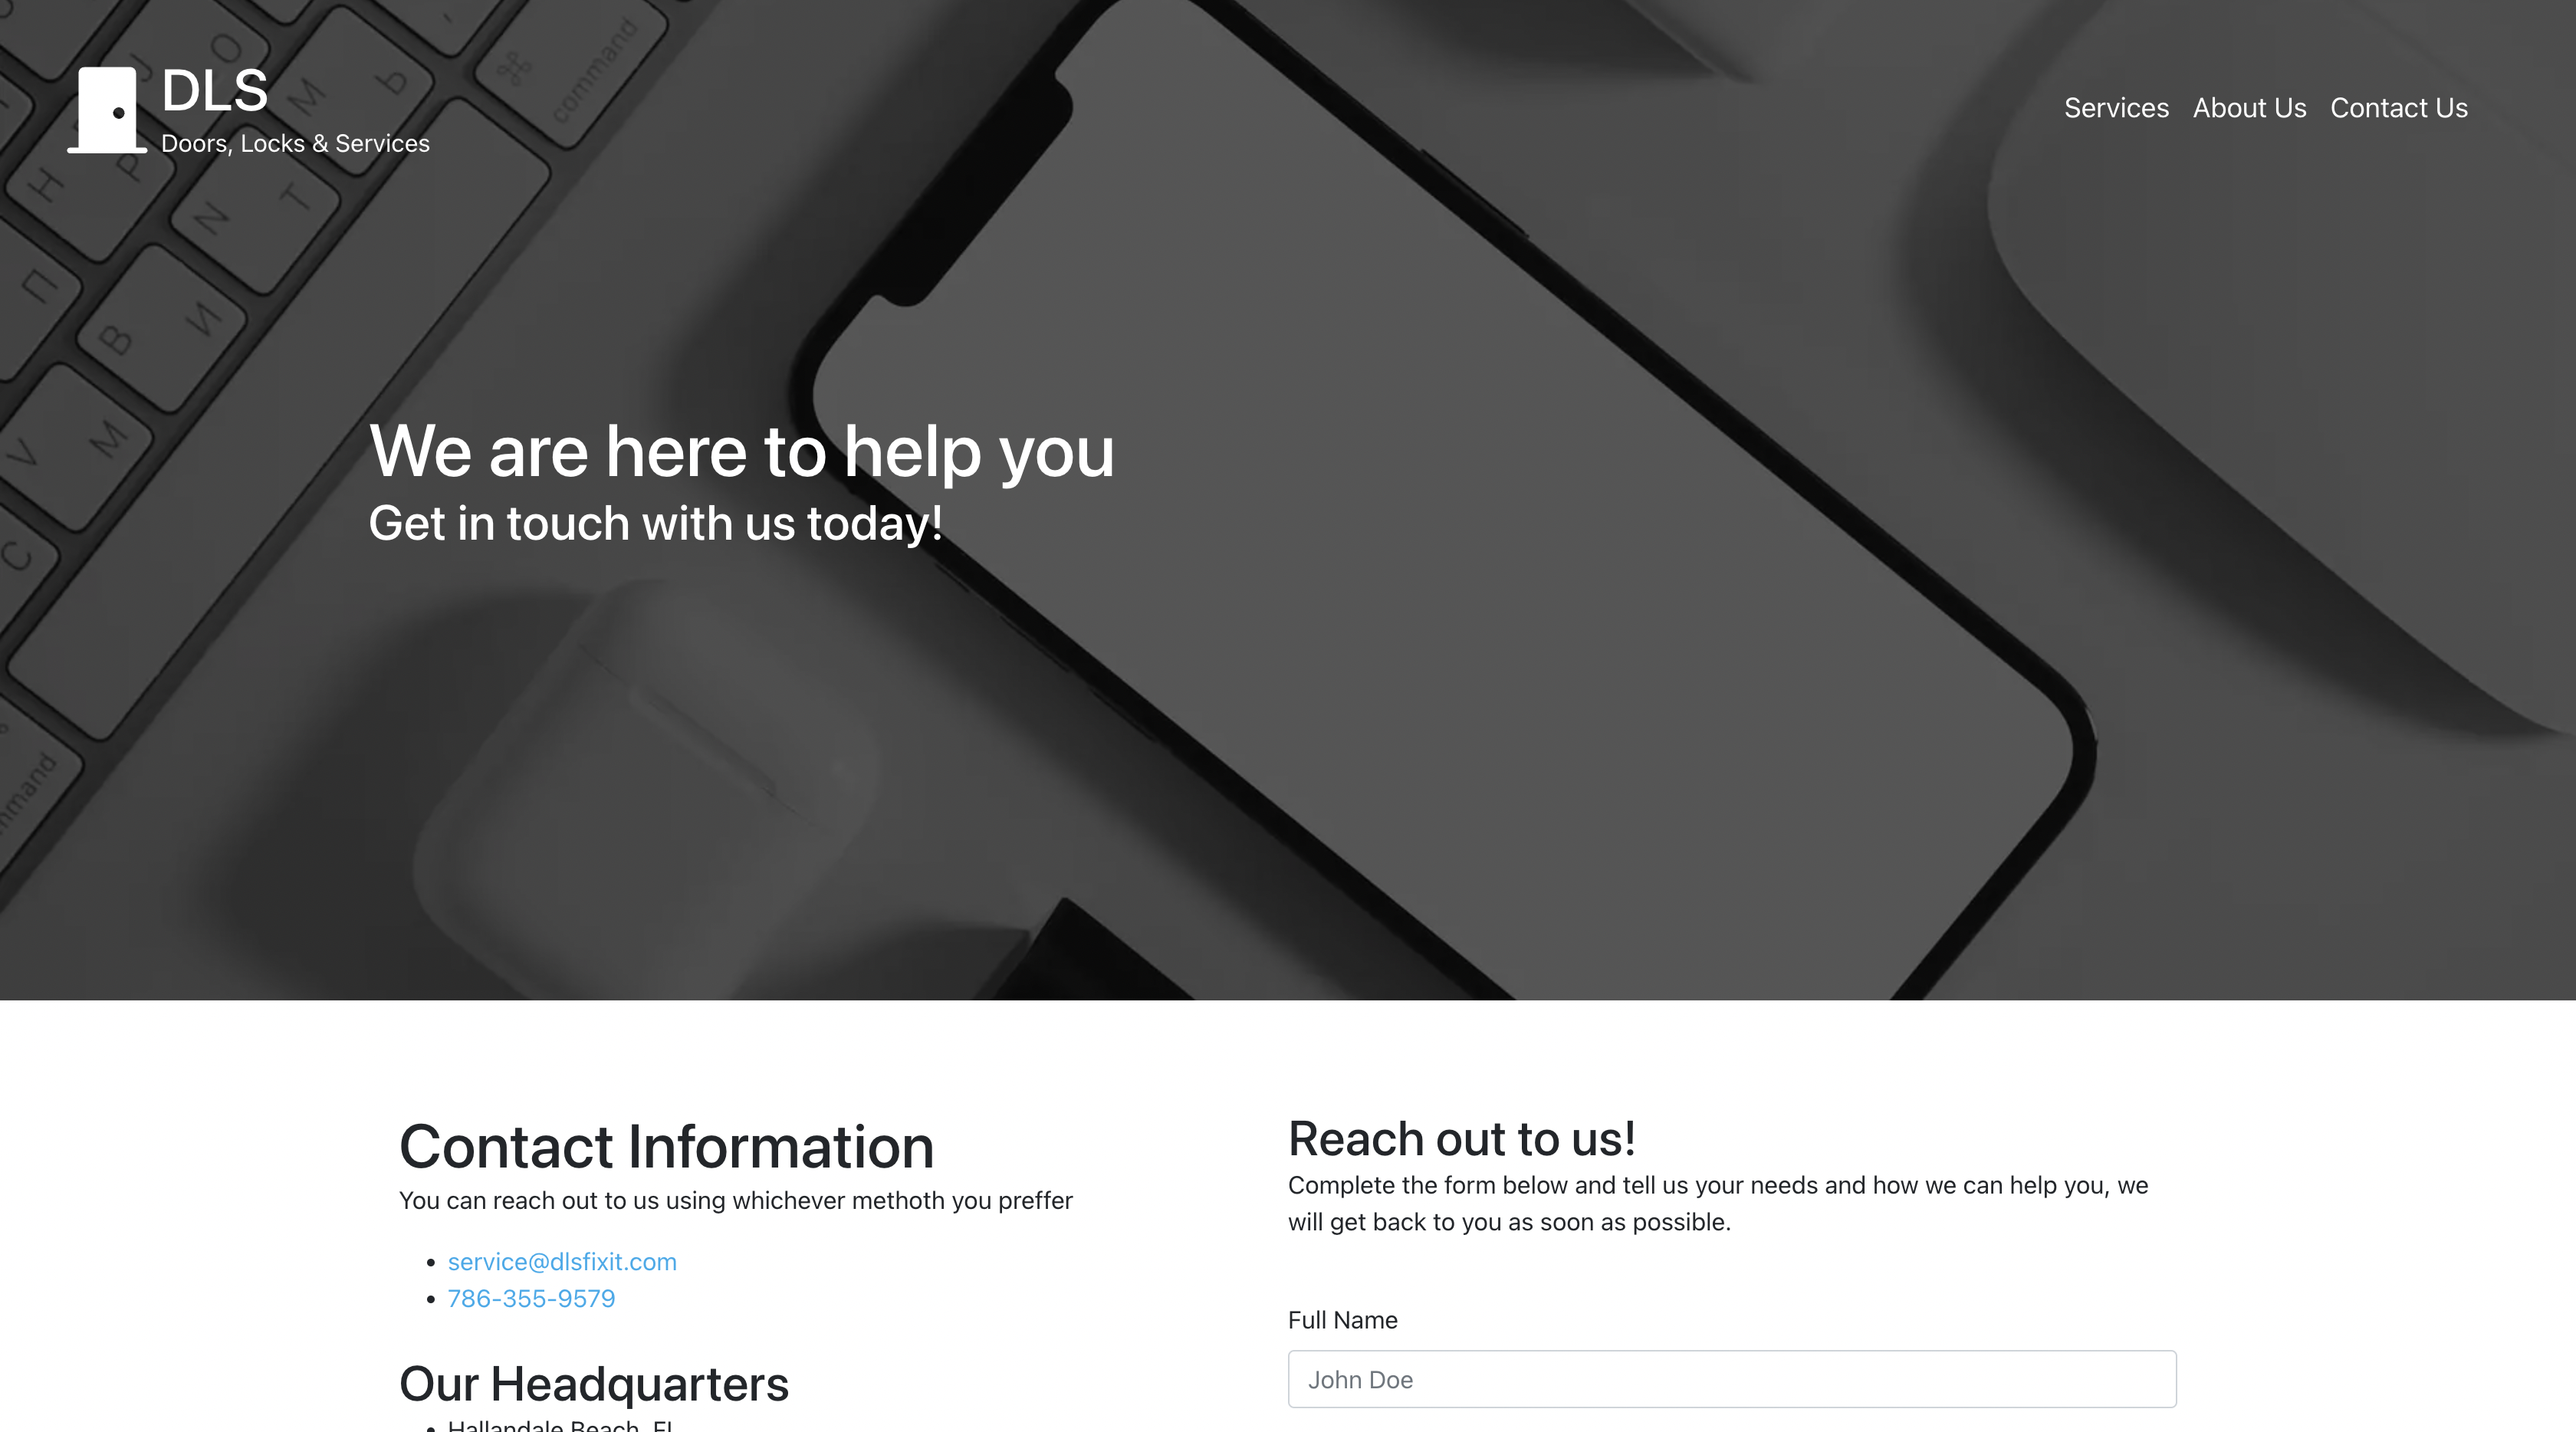 DLS
Doors, Locks & Services
Services About Us Contact Us
command
J O
M Ь
H P
N T
П
B И
V M
C
We are here to help you
Get in touch with us today!
Contact Information
You can reach out to us using whichever methoth you preffer
service@dlsfixit.com
786-355-9579
Our Headquarters
Hallandale Beach, FL
Reach out to us!
Complete the form below and tell us your needs and how we can help you, we
will get back to you as soon as possible.
Full Name
John Doe